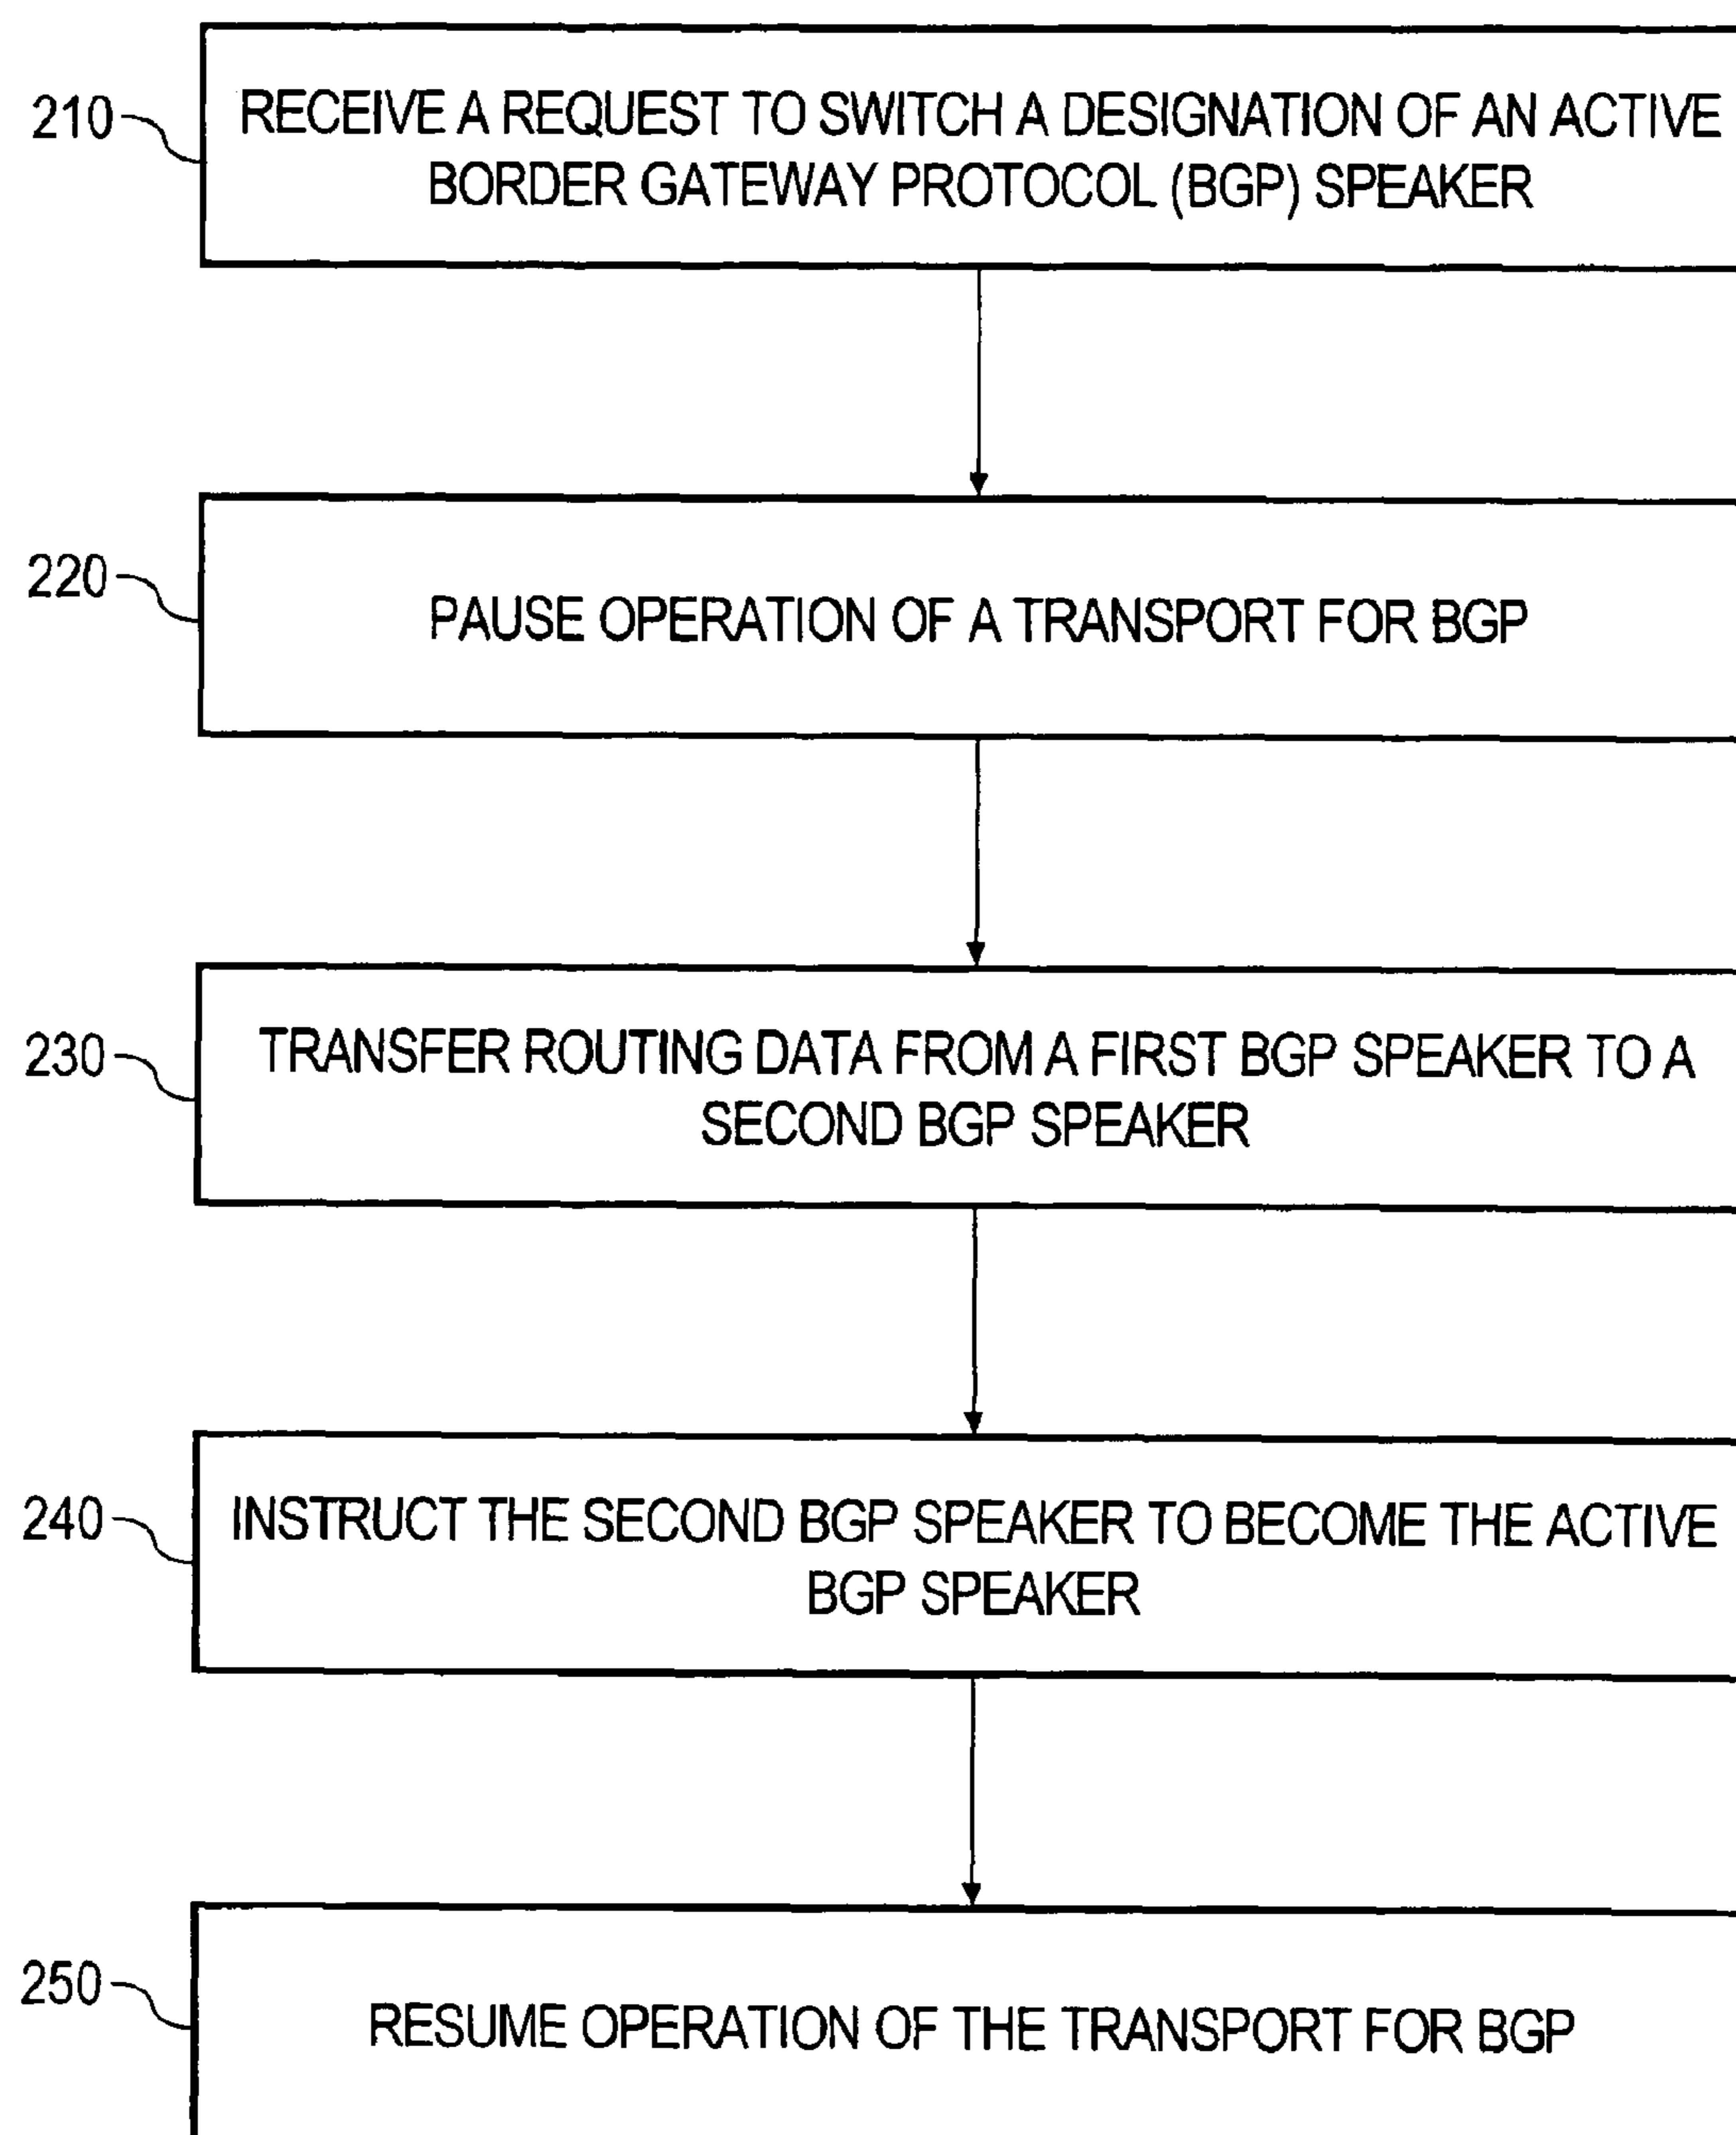 210
RECEIVE A REQUEST TO SWITCH A DESIGNATION OF AN ACTIVE
BORDER GATEWAY PROTOCOL (BGP) SPEAKER
220
PAUSE OPERATION OF A TRANSPORT FOR BGP
230
TRANSFER ROUTING DATA FROM A FIRST BGP SPEAKER TO A
SECOND BGP SPEAKER
240
INSTRUCT THE SECOND BGP SPEAKER TO BECOME THE ACTIVE
BGP SPEAKER
250
RESUME OPERATION OF THE TRANSPORT FOR BGP